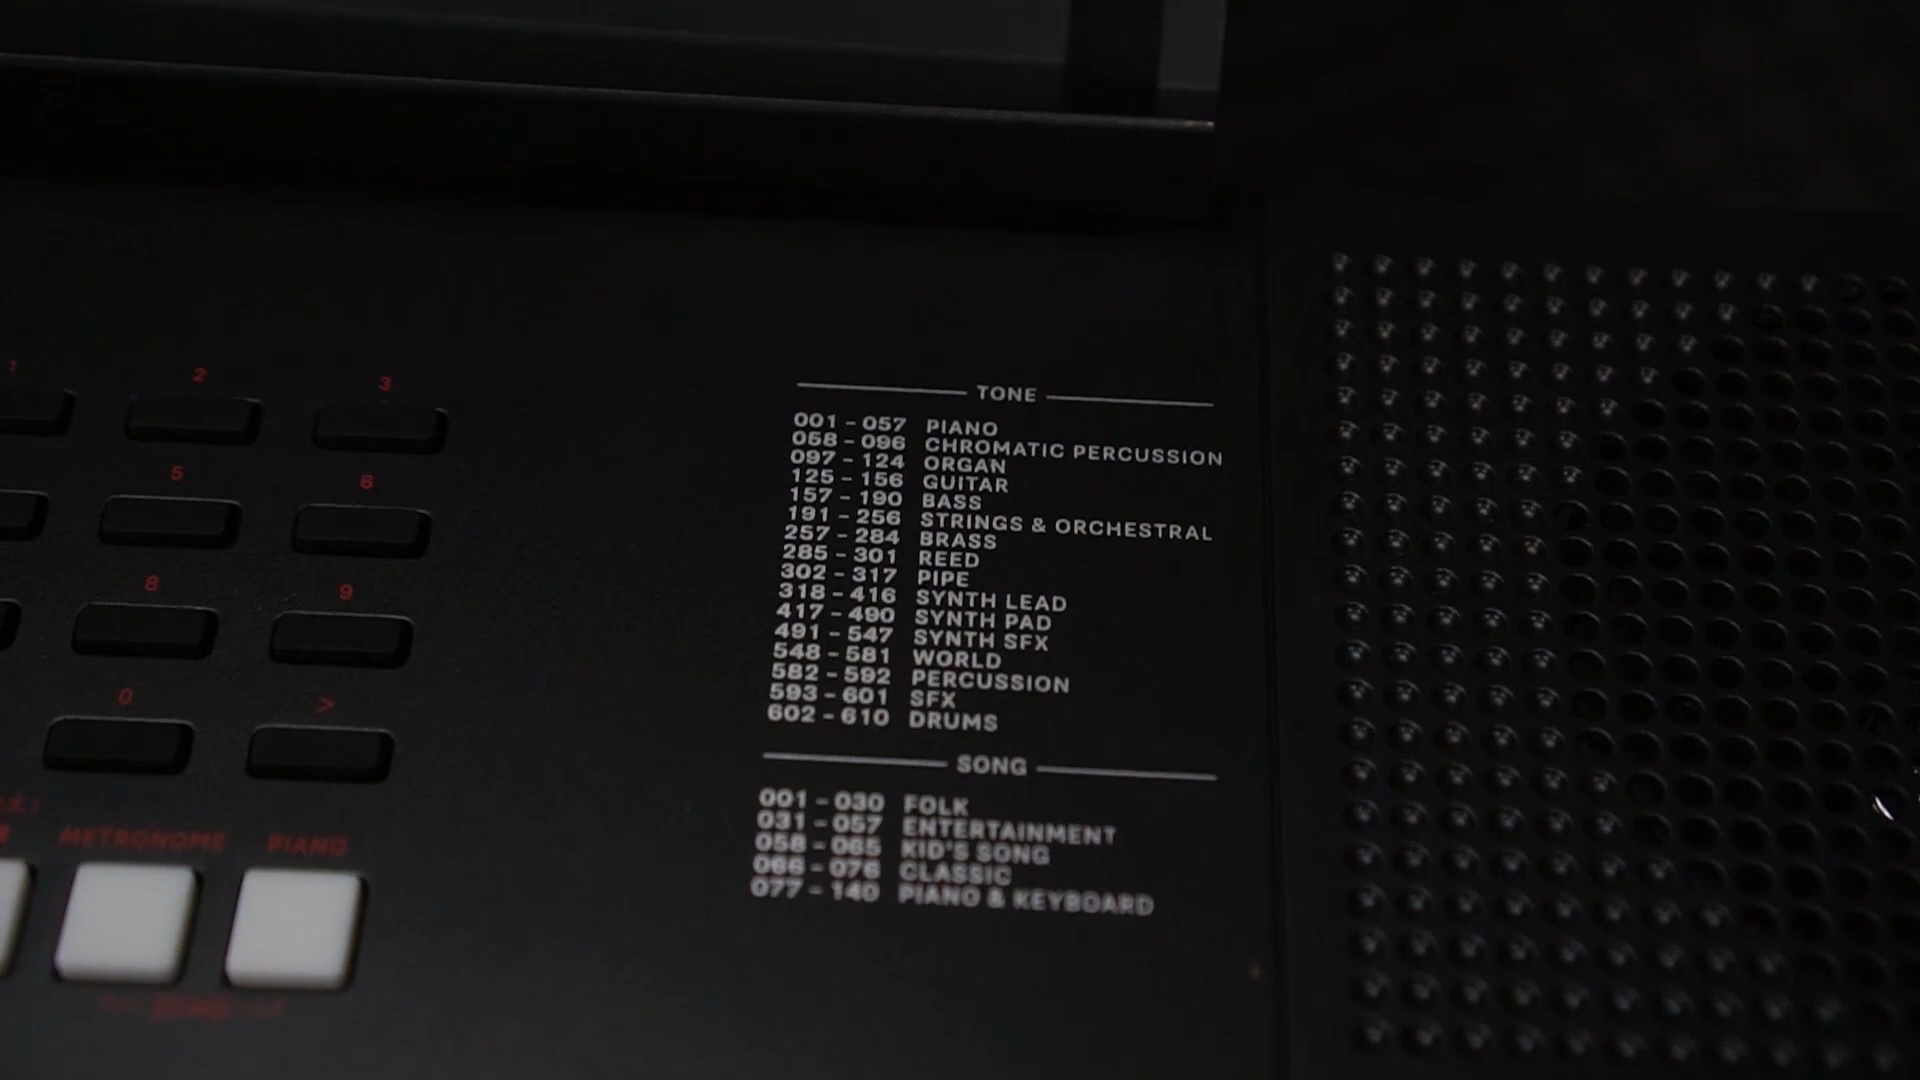 1
2
3
5
6
8
9
0
>
METRONOME
PIANO
TONE
001 - 057 PIANO
058 - 096 CHROMATIC PERCUSSION
097 - 124 ORGAN
125 - 156 GUITAR
157 - 190 BASS
191 - 256 STRINGS & ORCHESTRAL
257 - 284 BRASS
285 - 301 REED
302 - 317 PIPE
318 - 416 SYNTH LEAD
417 - 490 SYNTH PAD
491 - 547 SYNTH SFX
548 - 581 WORLD
582 - 592 PERCUSSION
593 - 601 SFX
602 - 610 DRUMS
SONG
001 - 030 FOLK
031 - 057 ENTERTAINMENT
058 - 065 KID'S SONG
066 - 076 CLASSIC
077 - 140 PIANO & KEYBOARD